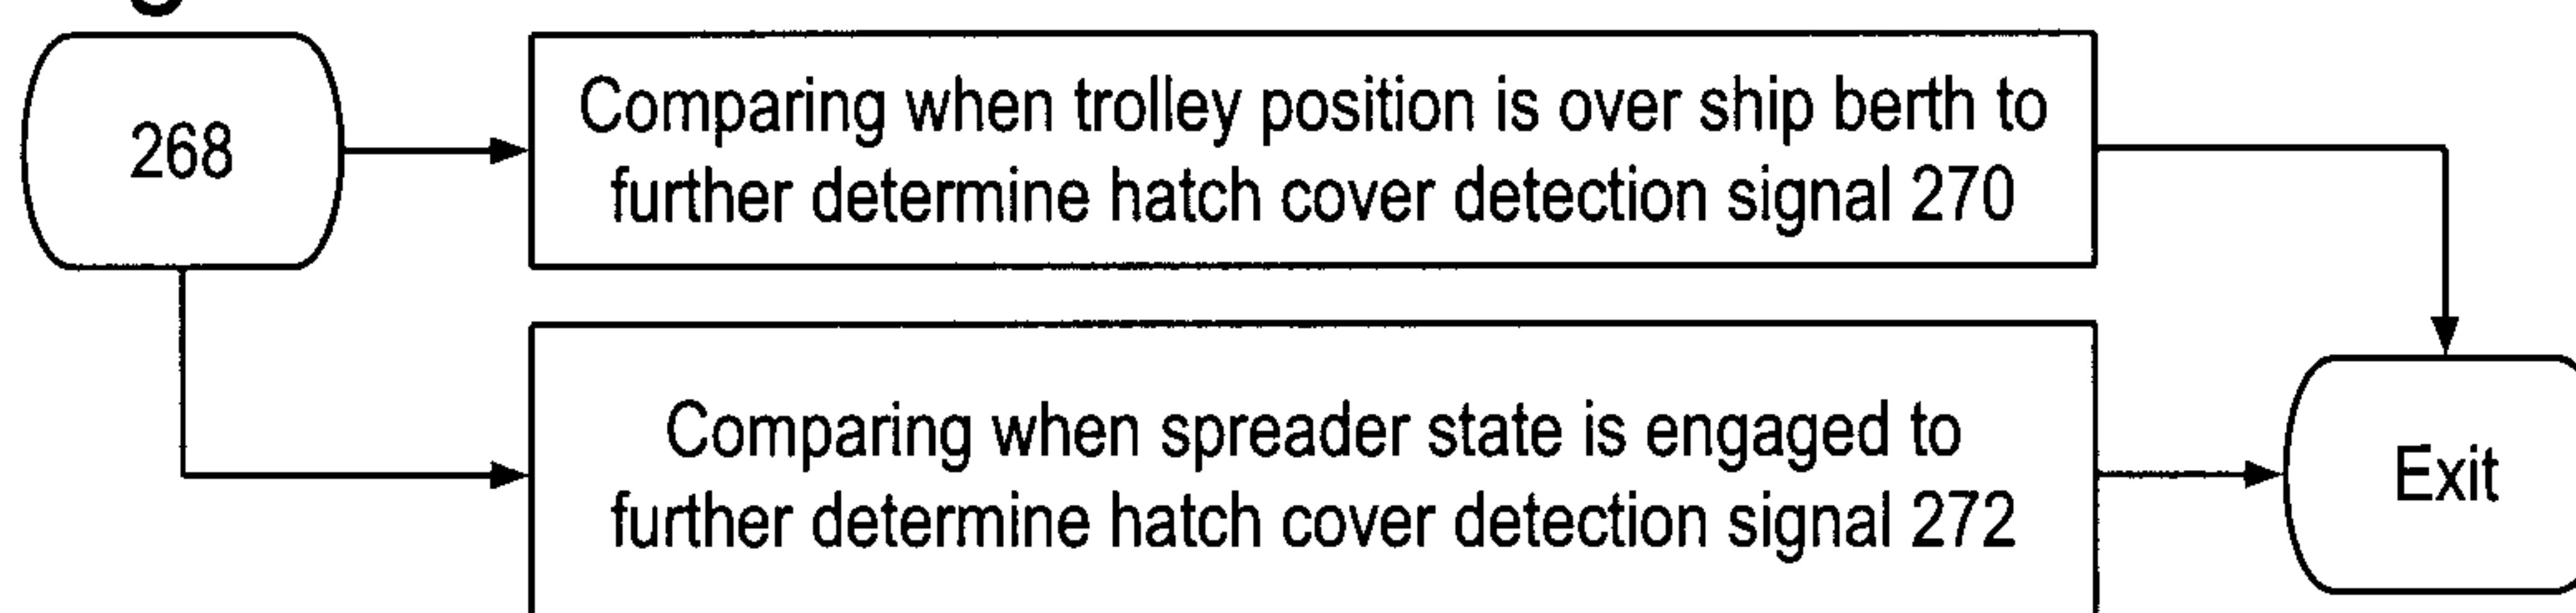 268
Comparing when trolley position is over ship berth to
further determine hatch cover detection signal 270
Comparing when spreader state is engaged to
further determine hatch cover detection signal 272
Exit